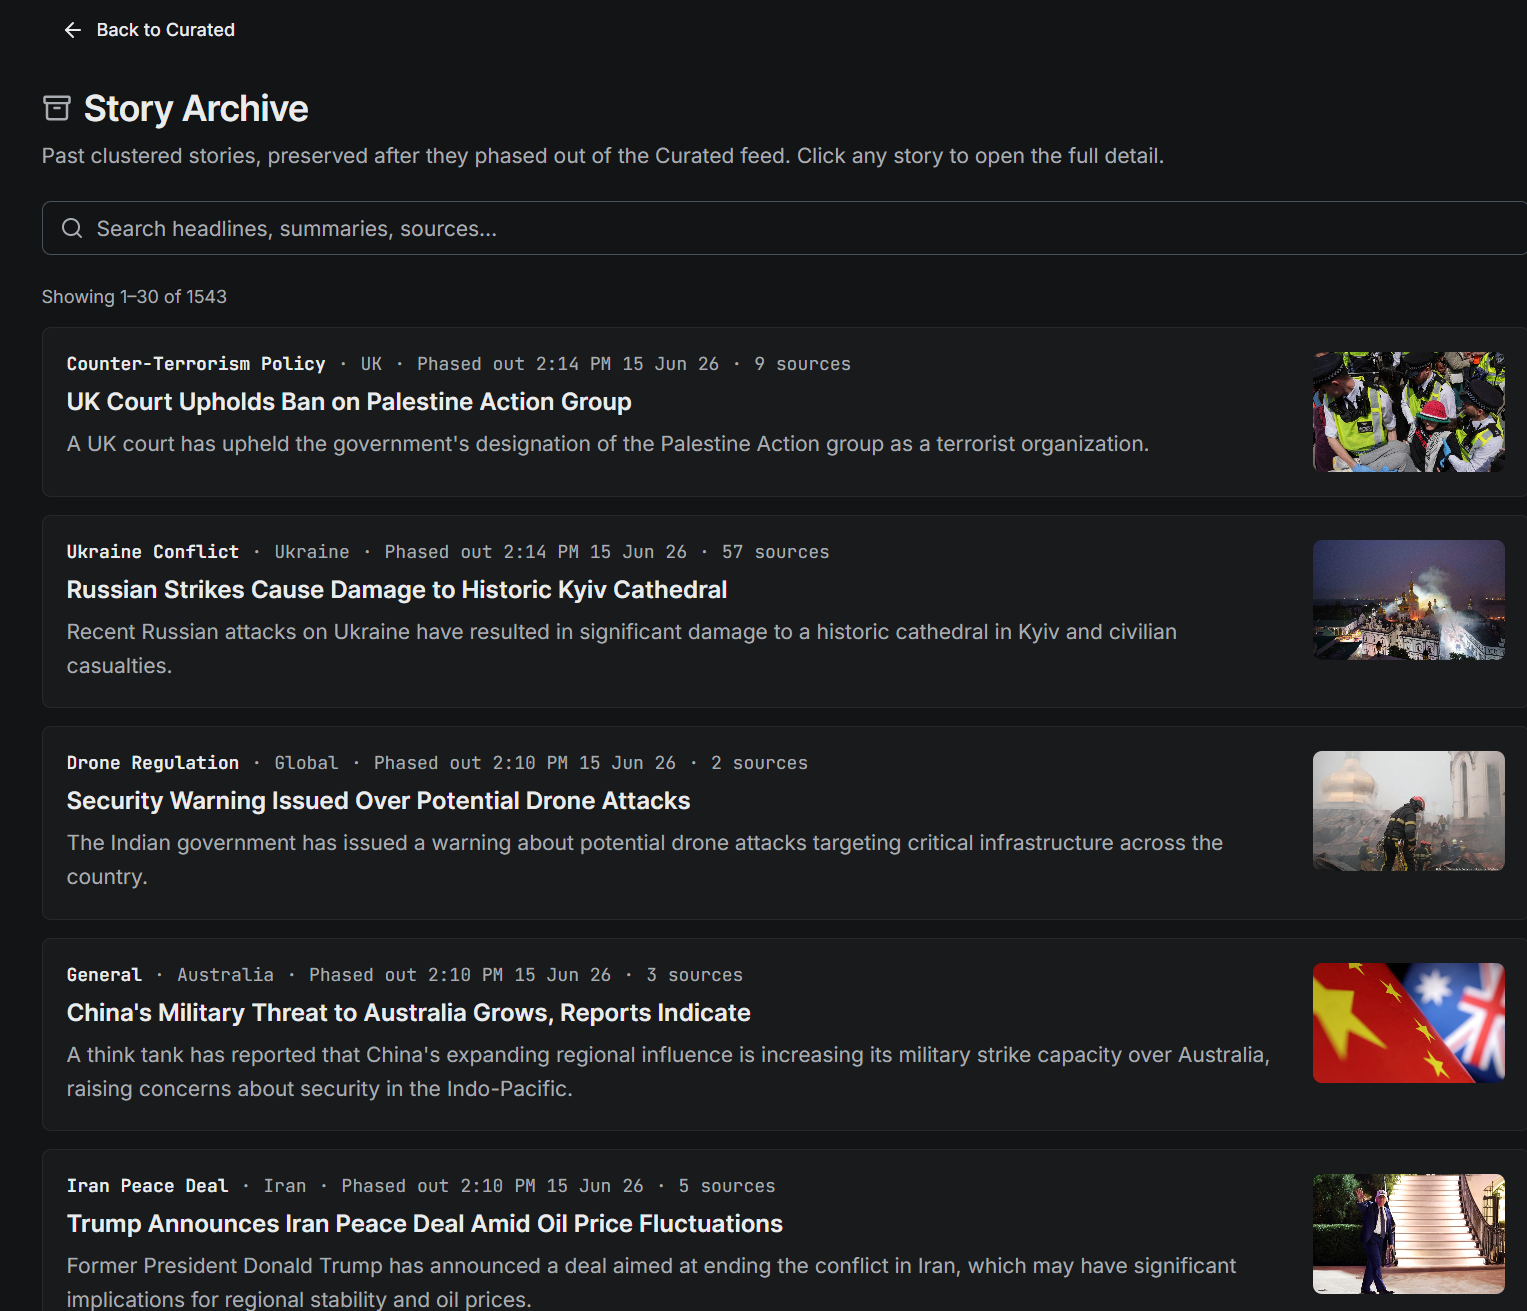 Back to Curated
Story Archive
Past clustered stories, preserved after they phased out of the Curated feed. Click any story to open the full detail.
Search headlines, summaries, sources...
Showing 1–30 of 1543
Counter-Terrorism Policy · UK · Phased out 2:14 PM 15 Jun 26 · 9 sources
UK Court Upholds Ban on Palestine Action Group
A UK court has upheld the government's designation of the Palestine Action group as a terrorist organization.
Ukraine Conflict · Ukraine · Phased out 2:14 PM 15 Jun 26 · 57 sources
Russian Strikes Cause Damage to Historic Kyiv Cathedral
Recent Russian attacks on Ukraine have resulted in significant damage to a historic cathedral in Kyiv and civilian
casualties.
Drone Regulation · Global · Phased out 2:10 PM 15 Jun 26 · 2 sources
Security Warning Issued Over Potential Drone Attacks
The Indian government has issued a warning about potential drone attacks targeting critical infrastructure across the
country.
General · Australia · Phased out 2:10 PM 15 Jun 26 · 3 sources
China's Military Threat to Australia Grows, Reports Indicate
A think tank has reported that China's expanding regional influence is increasing its military strike capacity over Australia,
raising concerns about security in the Indo-Pacific.
Iran Peace Deal · Iran · Phased out 2:10 PM 15 Jun 26 · 5 sources
Trump Announces Iran Peace Deal Amid Oil Price Fluctuations
Former President Donald Trump has announced a deal aimed at ending the conflict in Iran, which may have significant
implications for regional stability and oil prices.